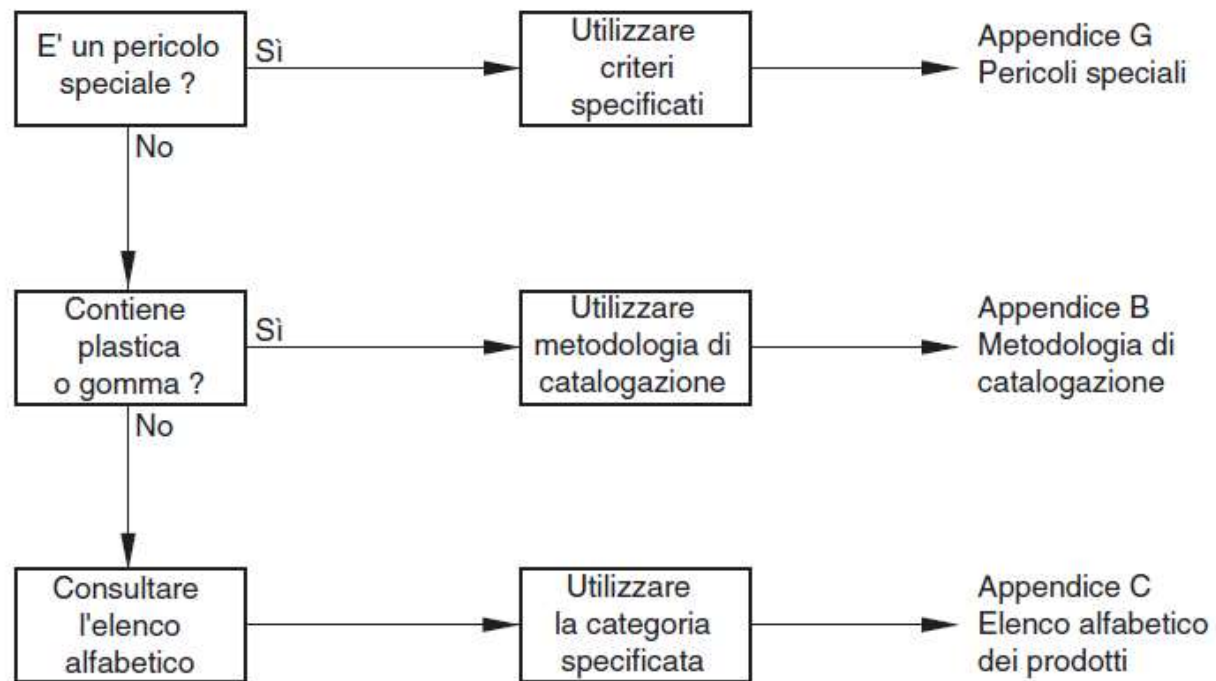 E' un pericolo
speciale ?
Sì
Utilizzare
criteri
specificati
Appendice G
Pericoli speciali
No
Contiene
plastica
o gomma ?
Sì
Utilizzare
metodologia di
catalogazione
Appendice B
Metodologia di
catalogazione
No
Consultare
l'elenco
alfabetico
Utilizzare
la categoria
specificata
Appendice C
Elenco alfabetico
dei prodotti